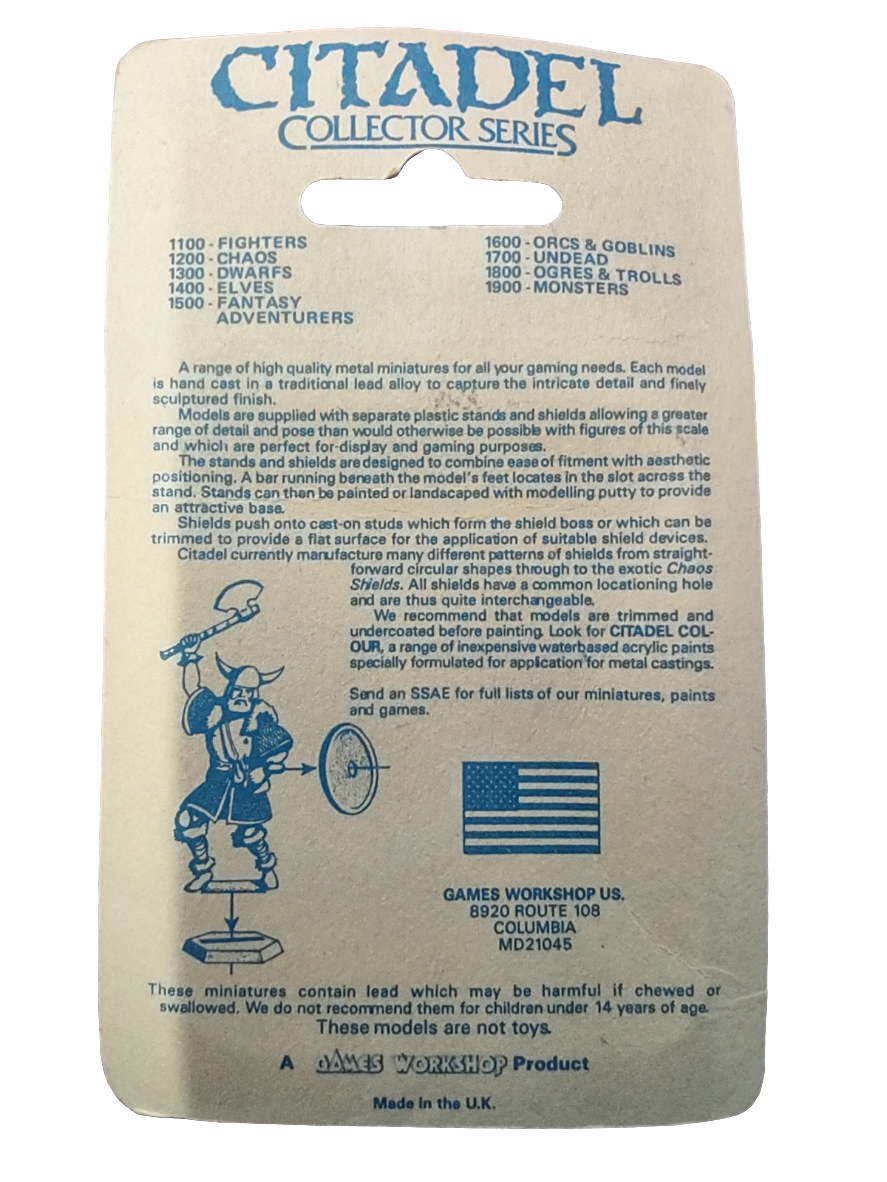 CITADEL
COLLECTOR SERIES
1100 - FIGHTERS
1200 - CHAOS
1300 - DWARFS
1400 - ELVES
1500 - FANTASY
ADVENTURERS
1600 - ORCS & GOBLINS
1700 - UNDEAD
1800 - OGRES & TROLLS
1900 - MONSTERS
A range of high quality metal miniatures for all your gaming needs. Each model
is hand cast in a traditional lead alloy to capture the intricate detail and finely
sculptured finish.
Models are supplied with separate plastic stands and shields allowing a greater
range of detail and pose than would otherwise be possible with figures of this scale
and which are perfect for display and gaming purposes.
The stands and shields are designed to combine ease of fitment with aesthetic
positioning. A bar running beneath the model's feet locates in the slot across the
stand. Stands can then be painted or landscaped with modelling putty to provide
an attractive base.
Shields push onto cast-on studs which form the shield boss or which can be
trimmed to provide a flat surface for the application of suitable shield devices.
Citadel currently manufacture many different patterns of shields from straight-
forward circular shapes through to the exotic Chaos
Shields. All shields have a common locationing hole
and are thus quite interchangeable.
We recommend that models are trimmed and
undercoated before painting. Look for CITADEL COL-
OUR, a range of inexpensive waterbased acrylic paints
specially formulated for application for metal castings.
Send an SSAE for full lists of our miniatures, paints
and games.
GAMES WORKSHOP US.
8920 ROUTE 108
COLUMBIA
MD21045
These miniatures contain lead which may be harmful if chewed or
swallowed. We do not recommend them for children under 14 years of age.
These models are not toys.
A GAMES WORKSHOP Product
Made in the U.K.